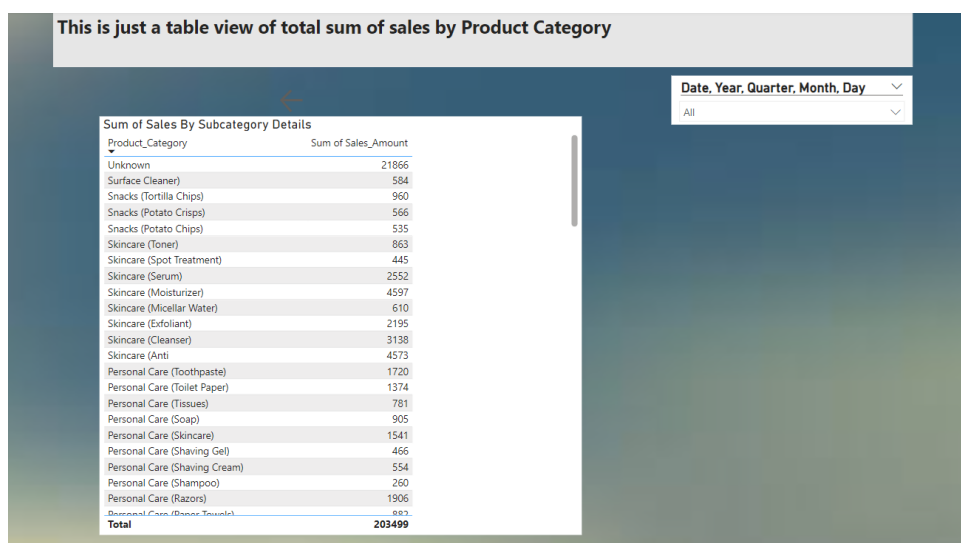 This is just a table view of total sum of sales by Product Category
Date, Year, Quarter, Month, Day
All
Sum of Sales By Subcategory Details
Product_Category Sum of Sales_Amount
Unknown 21866
Surface Cleaner) 584
Snacks (Tortilla Chips) 960
Snacks (Potato Crisps) 566
Snacks (Potato Chips) 535
Skincare (Toner) 863
Skincare (Spot Treatment) 445
Skincare (Serum) 2552
Skincare (Moisturizer) 4597
Skincare (Micellar Water) 610
Skincare (Exfoliant) 2195
Skincare (Cleanser) 3138
Skincare (Anti 4573
Personal Care (Toothpaste) 1720
Personal Care (Toilet Paper) 1374
Personal Care (Tissues) 781
Personal Care (Soap) 905
Personal Care (Skincare) 1541
Personal Care (Shaving Gel) 466
Personal Care (Shaving Cream) 554
Personal Care (Shampoo) 260
Personal Care (Razors) 1906
Personal Care (Paper Towels) 882
Total 203499